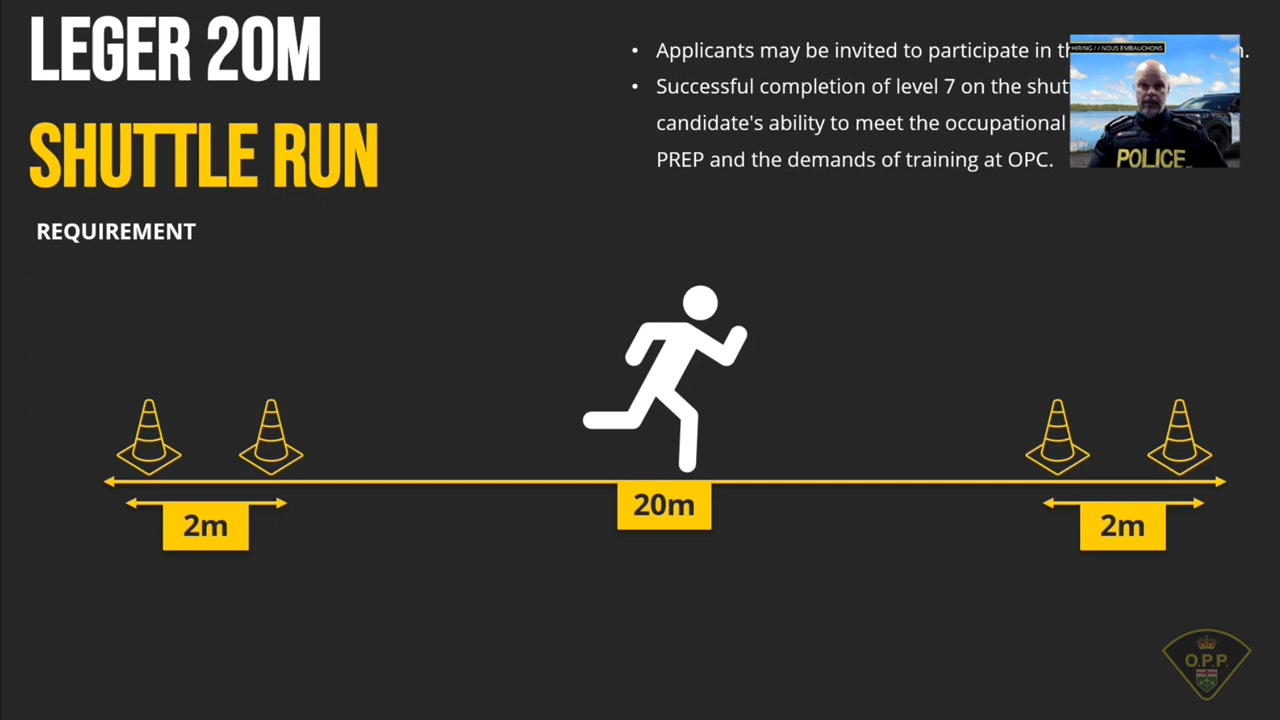 LEGER 20M
SHUTTLE RUN
REQUIREMENT
• Applicants may be invited to participate in
• Successful completion of level 7 on the
candidate's ability to meet the occupational
PREP and the demands of training at OPC.
HIRING / / NOUS EMBAUCHONS
POLICE
20m
2m
2m
O.P.P.